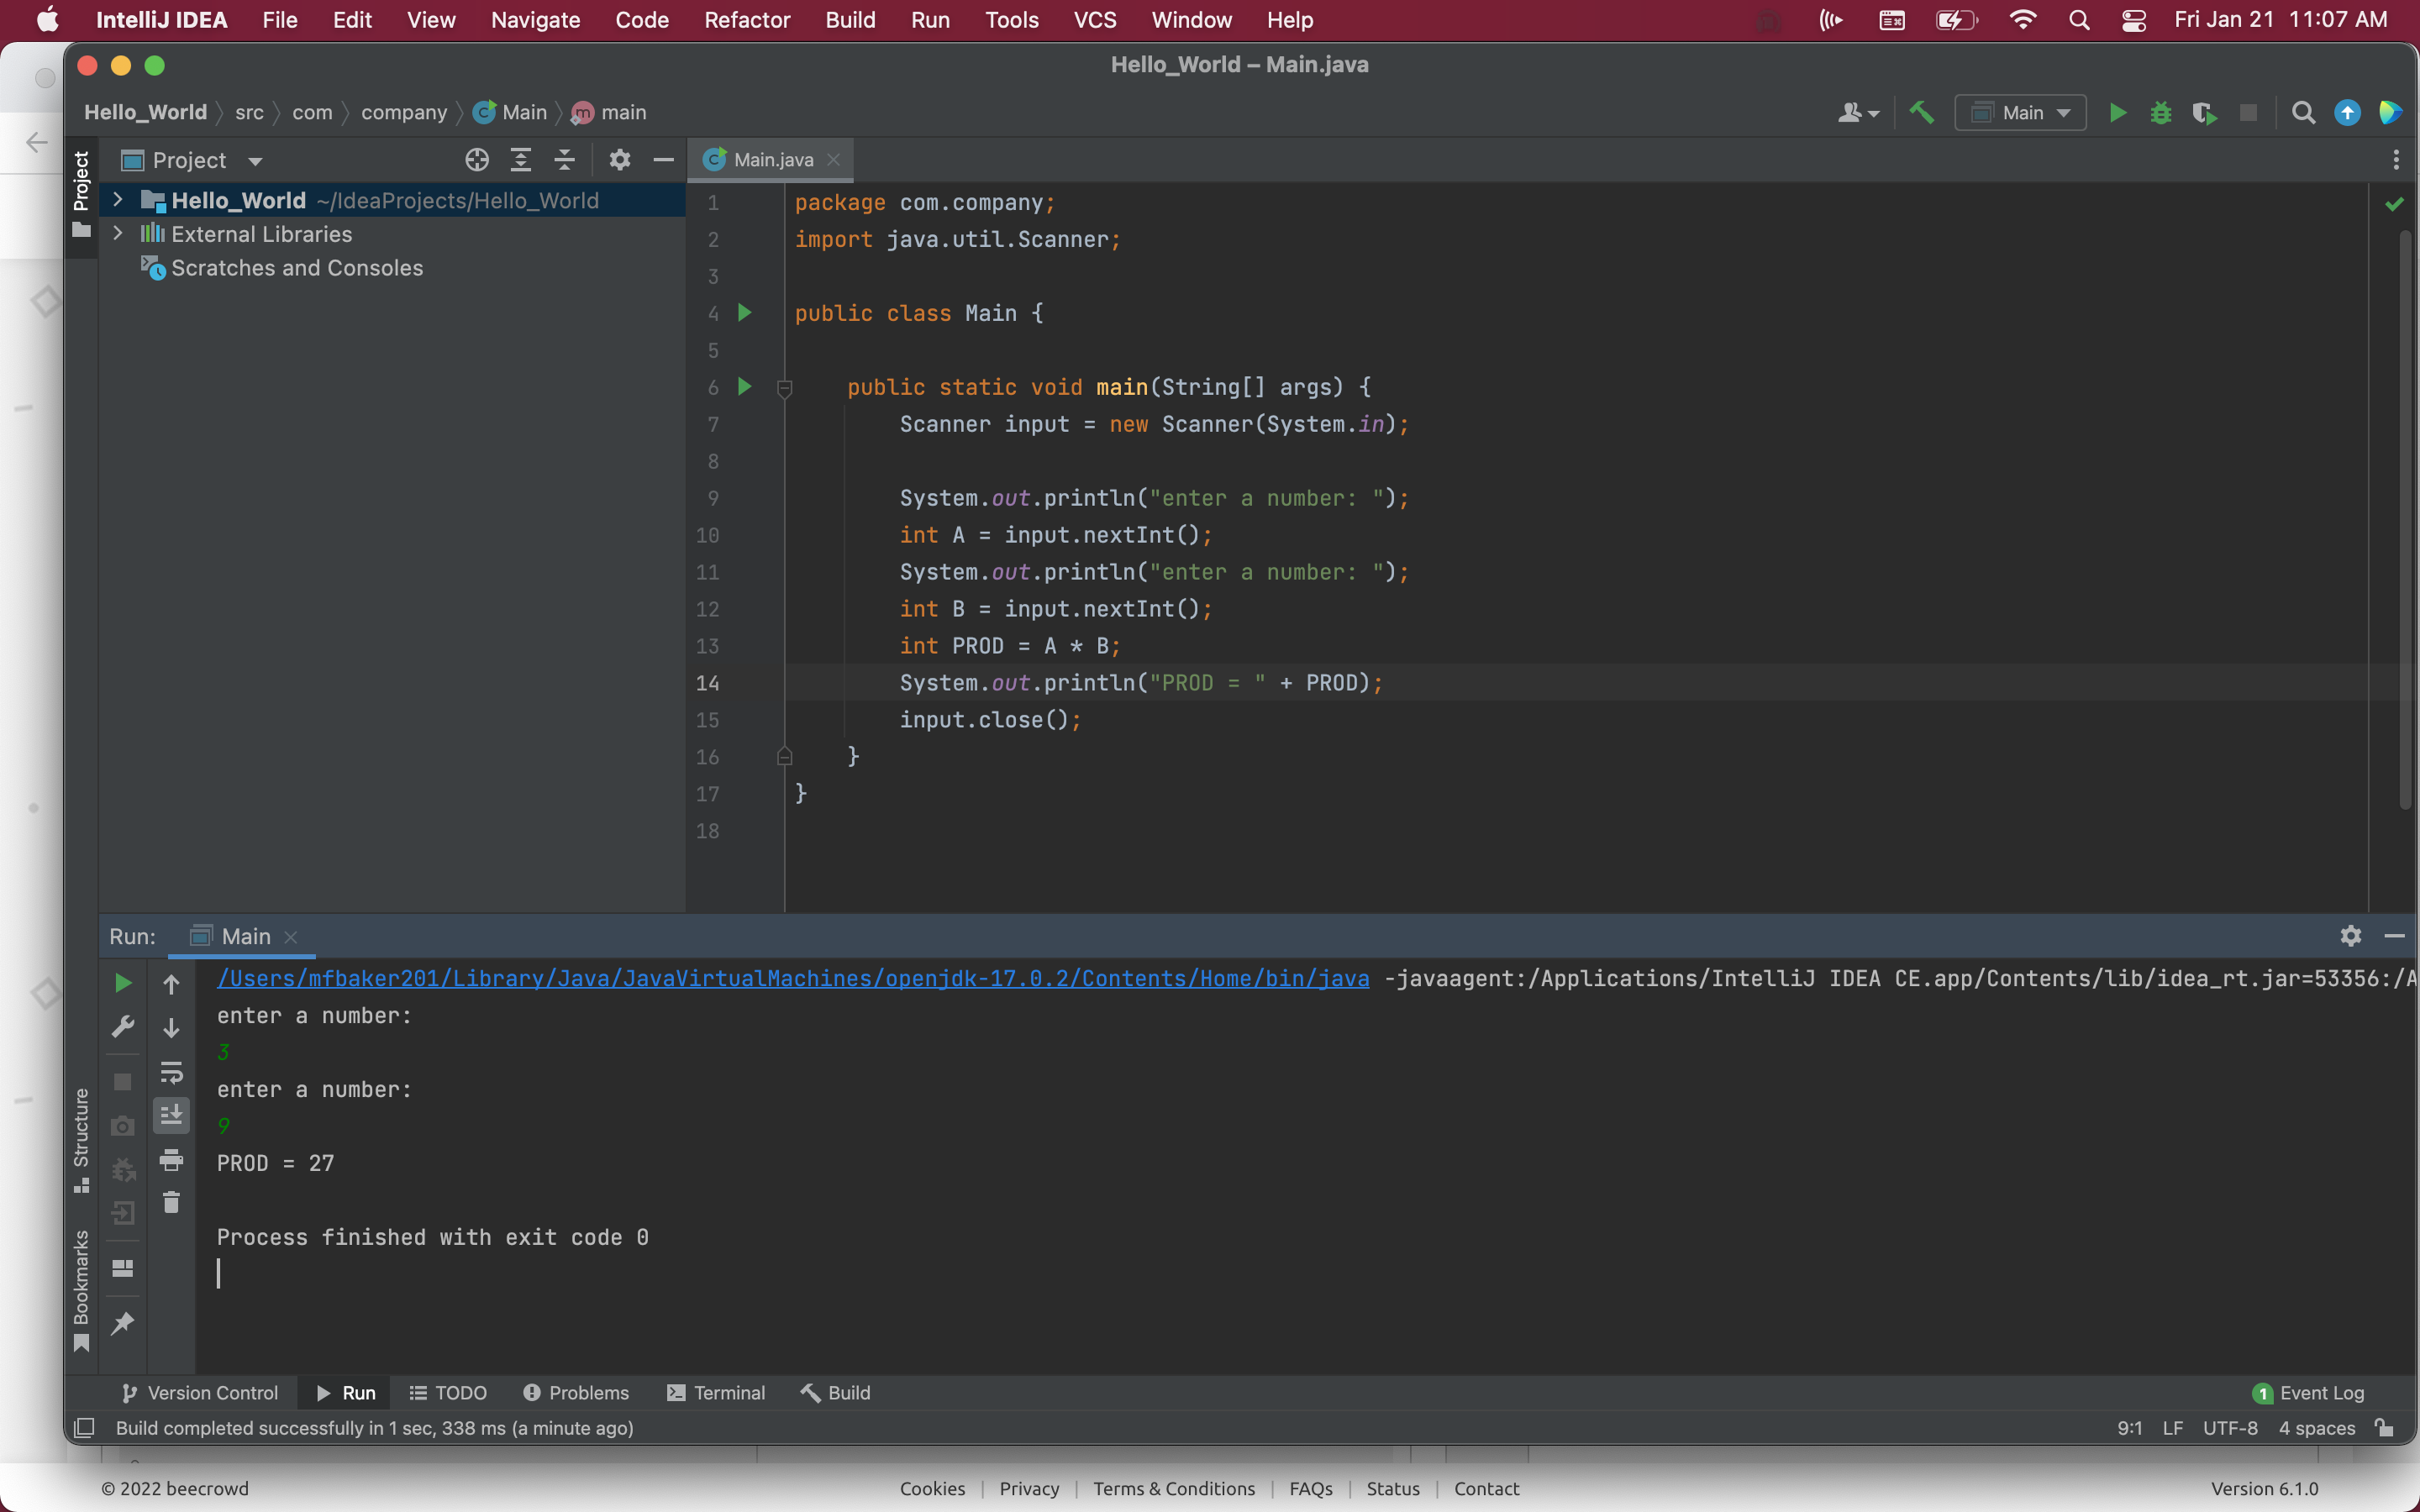 IntelliJ IDEA File Edit View Navigate Code Refactor Build Run Tools VCS Window Help Fri Jan 21 11:07 AM
Hello_World – Main.java
Hello_World src com company Main main
Main
Project
Project
Main.java
Hello_World ~/IdeaProjects/Hello_World
External Libraries
Scratches and Consoles
1 package com.company;
2 import java.util.Scanner;
3
4 public class Main {
5
6     public static void main(String[] args) {
7         Scanner input = new Scanner(System.in);
8
9         System.out.println("enter a number: ");
10         int A = input.nextInt();
11         System.out.println("enter a number: ");
12         int B = input.nextInt();
13         int PROD = A * B;
14         System.out.println("PROD = " + PROD);
15         input.close();
16     }
17 }
18
Run: Main
/Users/mfbaker201/Library/Java/JavaVirtualMachines/openjdk-17.0.2/Contents/Home/bin/java -javaagent:/Applications/IntelliJ IDEA CE.app/Contents/lib/idea_rt.jar=53356:/A
enter a number:
3
enter a number:
9
PROD = 27
Process finished with exit code 0
Structure
Bookmarks
Version Control Run TODO Problems Terminal Build 1 Event Log
Build completed successfully in 1 sec, 338 ms (a minute ago) 9:1 LF UTF-8 4 spaces
© 2022 beecrowd Cookies | Privacy | Terms & Conditions | FAQs | Status | Contact Version 6.1.0